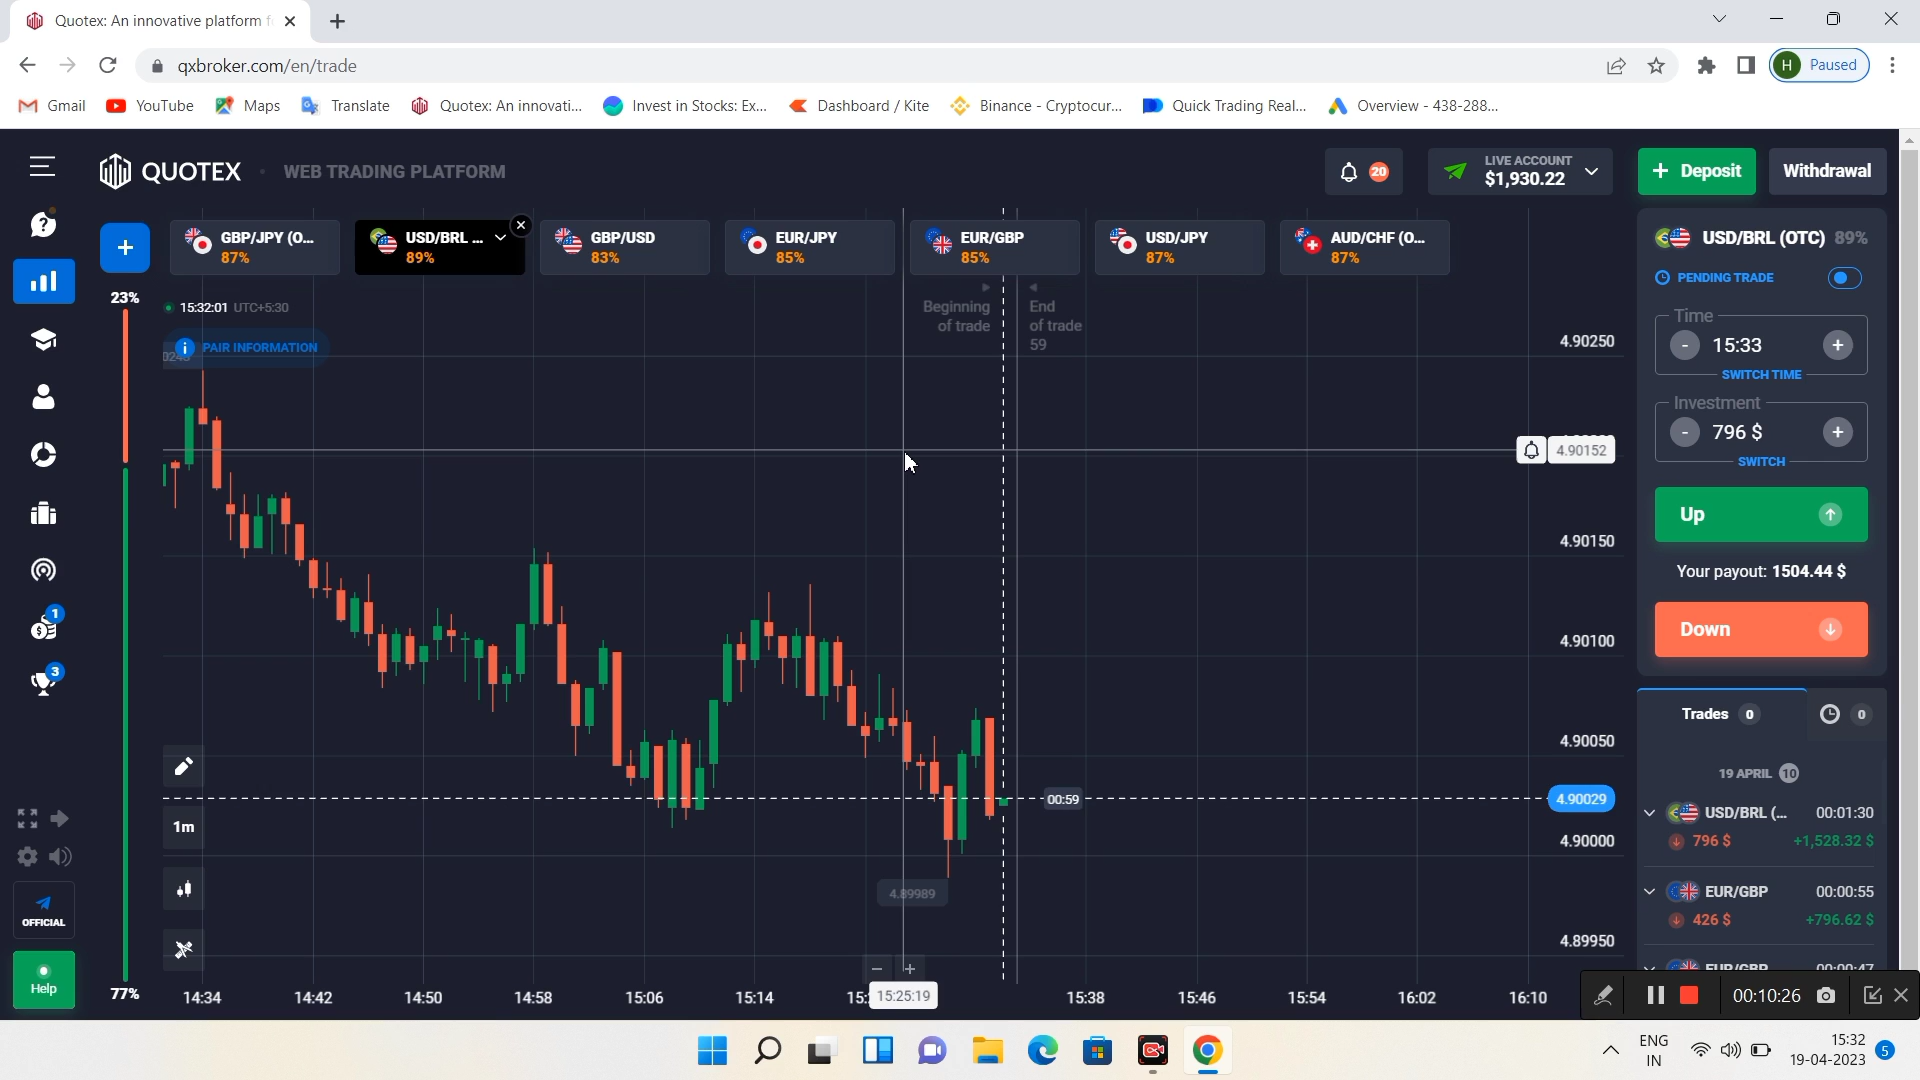 Quotex: An innovative platform f
qxbroker.com/en/trade
H Paused
Gmail YouTube Maps Translate Quotex: An innovati... Invest in Stocks: Ex... Dashboard / Kite Binance - Cryptocur... Quick Trading Real... Overview - 438-288...
QUOTEX · WEB TRADING PLATFORM
20
LIVE ACCOUNT
$1,930.22
+ Deposit
Withdrawal
GBP/JPY (O...
87%
USD/BRL ...
89%
GBP/USD
83%
EUR/JPY
85%
EUR/GBP
85%
USD/JPY
87%
AUD/CHF (O...
87%
23%
77%
15:32:01 UTC+5:30
PAIR INFORMATION
Beginning
of trade
End
of trade
59
4.90250
4.90152
4.90150
4.90100
4.90050
4.90029
4.90000
4.89950
00:59
4.89989
1m
14:34 14:42 14:50 14:58 15:06 15:14 15:25:19 15:38 15:46 15:54 16:02 16:10
1
3
OFFICIAL
Help
USD/BRL (OTC) 89%
PENDING TRADE
Time
- 15:33 +
SWITCH TIME
Investment
- 796 $ +
SWITCH
Up
Your payout: 1504.44 $
Down
Trades 0
0
19 APRIL 10
USD/BRL (... 00:01:30
796 $ +1,528.32 $
EUR/GBP 00:00:55
426 $ +796.62 $
EUR/GBP 00:00:47
00:10:26
ENG
IN
15:32
19-04-2023
5